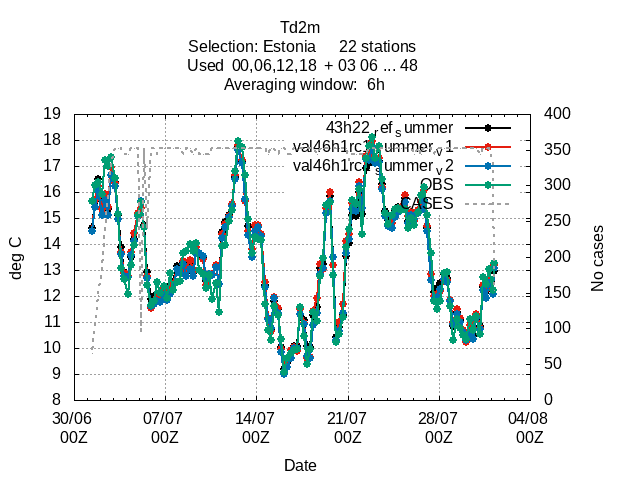 Td2m
Selection: Estonia 22 stations
Used 00,06,12,18 + 03 06 ... 48
Averaging window: 6h
19
18
17
16
15
14
13
12
11
10
9
8
400
350
300
250
200
150
100
50
0
deg C
No cases
43h22_ref_summer
val46h1rc1_summer_v1
val46h1rca_summer_v2
OBS
CASES
30/06 07/07 14/07 21/07 28/07 04/08
00Z 00Z 00Z 00Z 00Z 00Z
Date